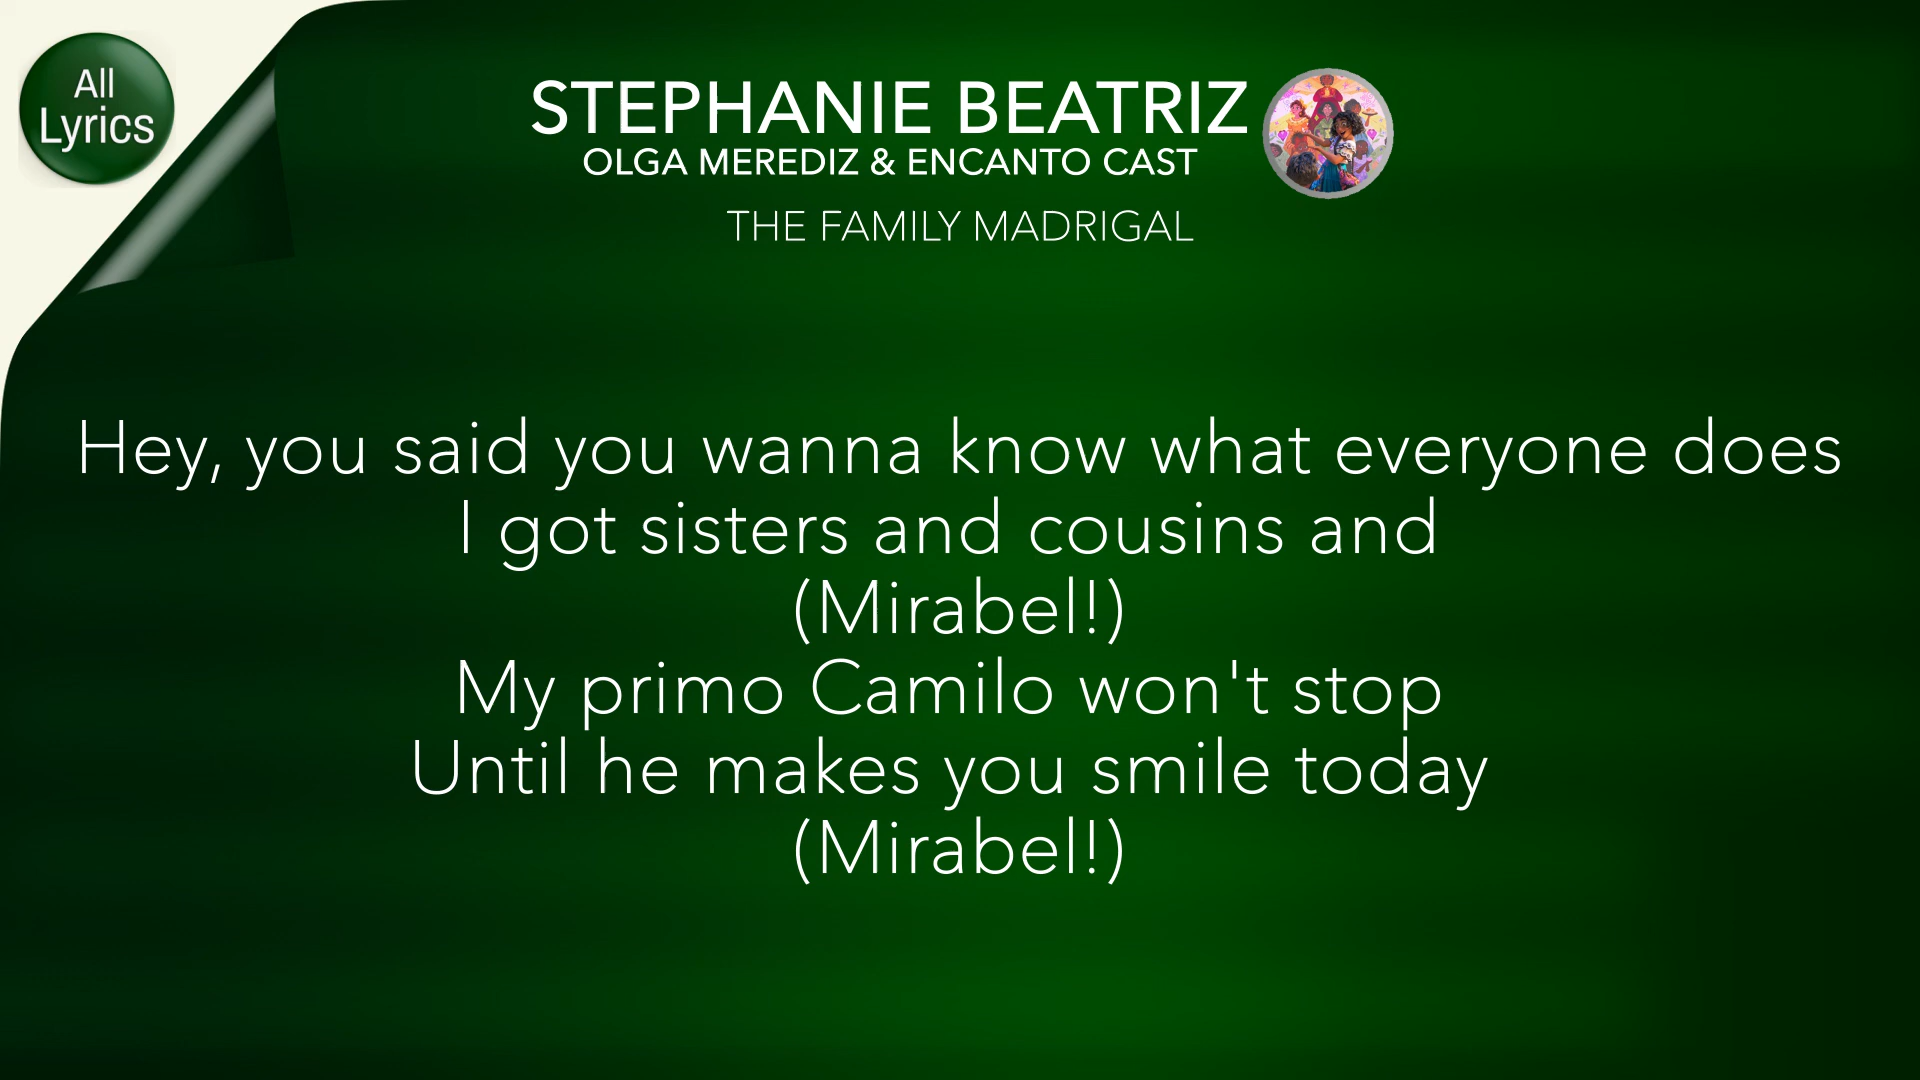 All
Lyrics
STEPHANIE BEATRIZ
OLGA MEREDIZ & ENCANTO CAST
THE FAMILY MADRIGAL
Hey, you said you wanna know what everyone does
I got sisters and cousins and
(Mirabel!)
My primo Camilo won't stop
Until he makes you smile today
(Mirabel!)